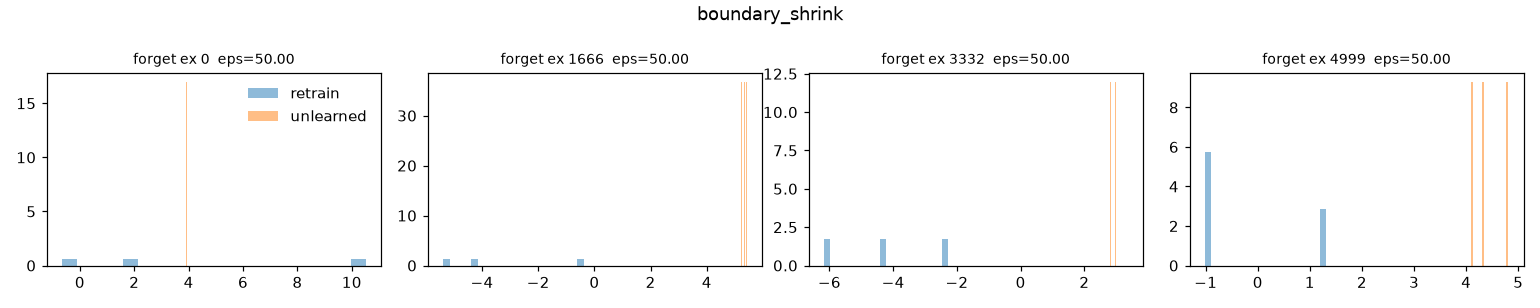 boundary_shrink
forget ex 0 eps=50.00
forget ex 1666 eps=50.00
forget ex 3332 eps=50.00
forget ex 4999 eps=50.00
retrain
unlearned
15
10
5
0
0 2 4 6 8 10
30
20
10
0
−4 −2 0 2 4
12.5
10.0
7.5
5.0
2.5
0.0
−6 −4 −2 0 2
8
6
4
2
0
−1 0 1 2 3 4 5